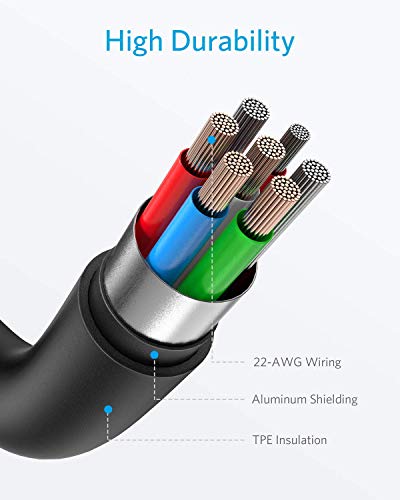 High Durability
22-AWG Wiring
Aluminum Shielding
TPE Insulation